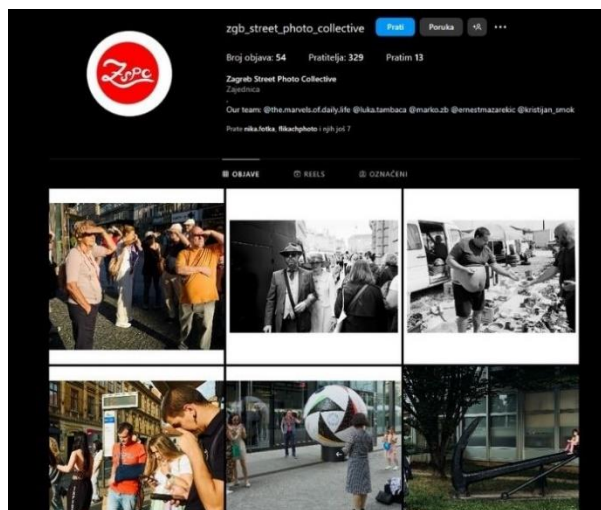 zgb_street_photo_collective Prati Poruka
Broj objava: 54 Pratitelja: 329 Pratim 13
Zagreb Street Photo Collective
Zajednica
.
Our team: @the.marvels.of.daily.life @luka.tambaca @marko.zb @ernestmazarekic @kristijan_smok
Prate nika.fotka, flikachphoto i njih još 7
OBJAVE REELS OZNAČENI
ZSPC